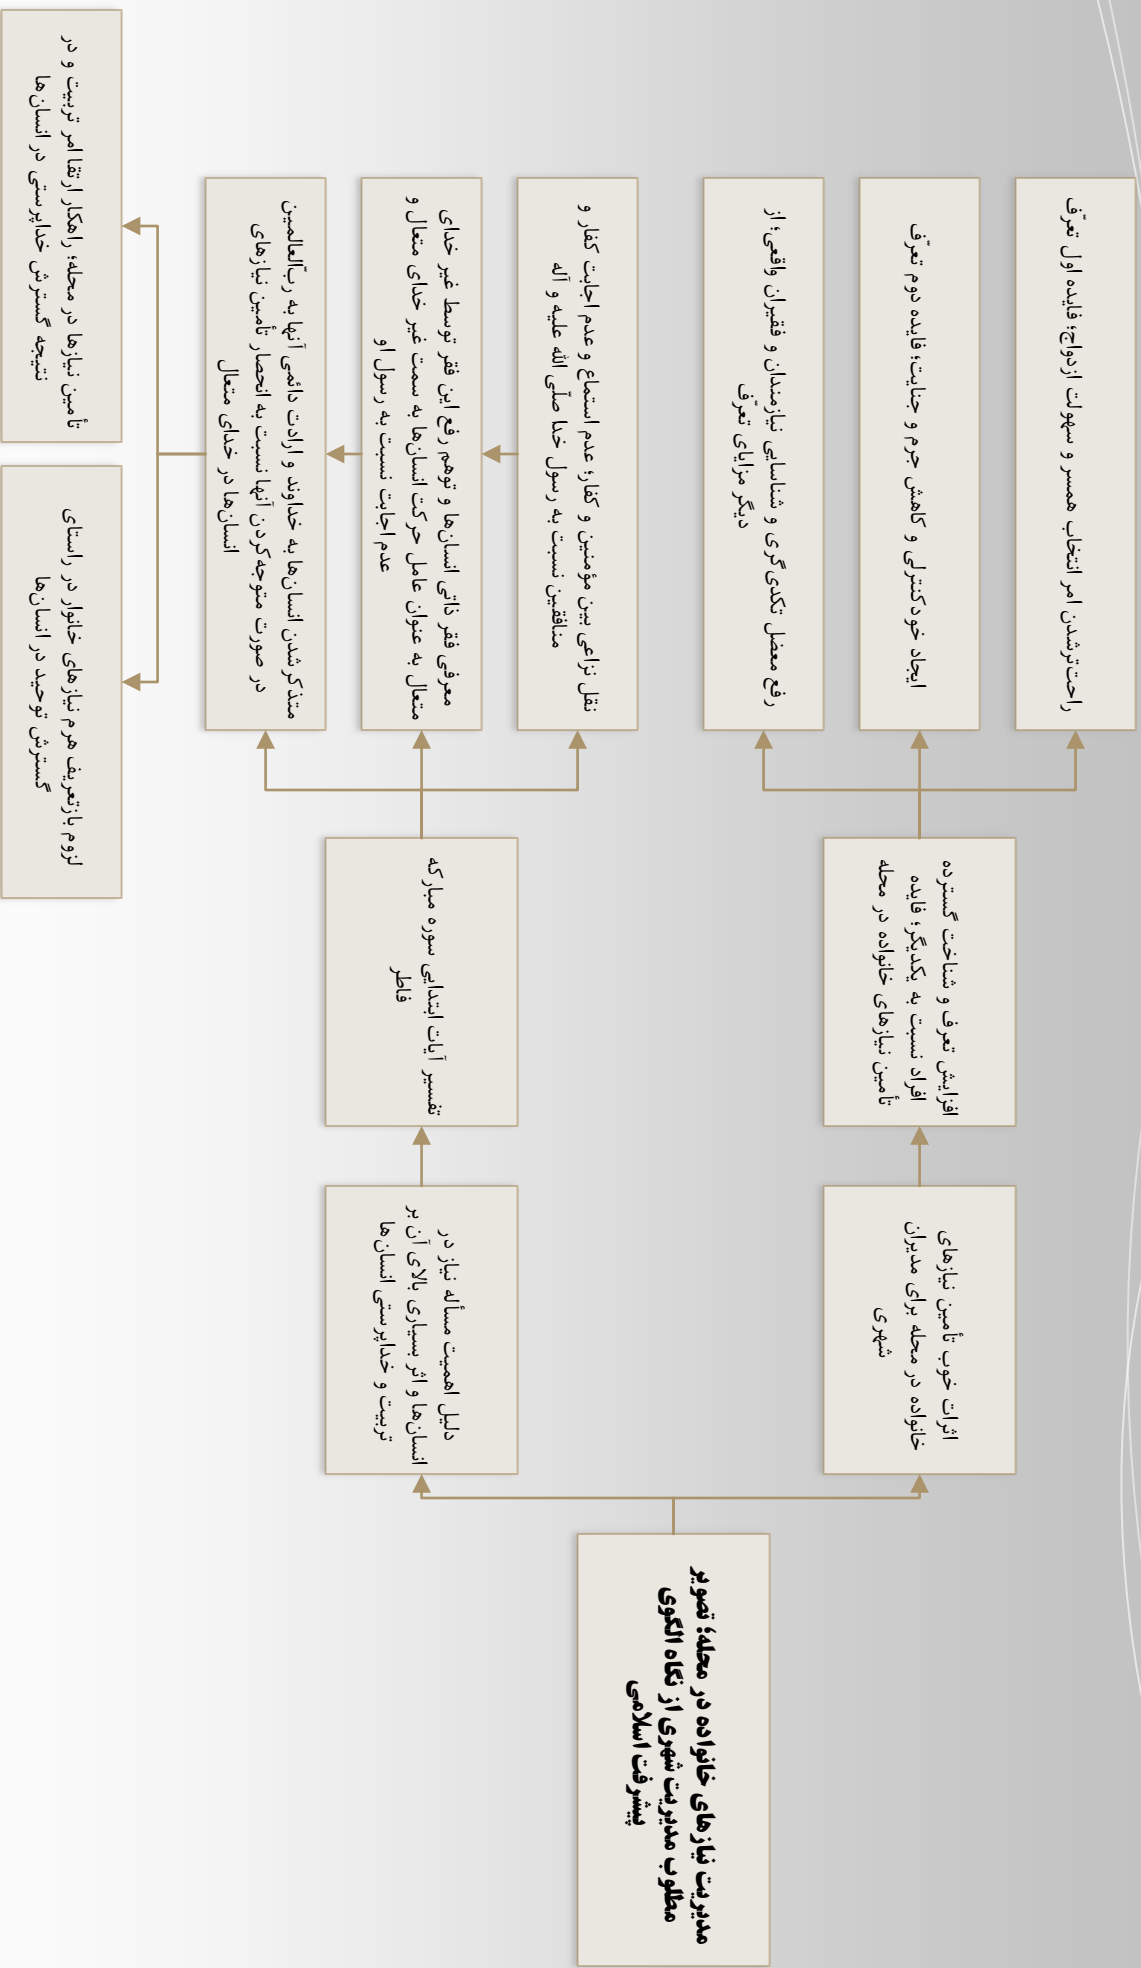 مدیریت نیازهای خانواده در محله؛ تصویر
مطلوب مدیریت شهری از نگاه الگوی
پیشرفت اسلامی
اثرات خوب تأمین نیازهای
خانواده در محله برای مدیران
شهری
افزایش تعرف و شناخت گسترده
افراد نسبت به یکدیگر؛ فایده
تأمین نیازهای خانواده در محله
راحت‌ترشدن امر انتخاب همسر و سهولت ازدواج؛ فایده اول تعرّف
ایجاد خودکنترلی و کاهش جرم و جنایت؛ فایده دوم تعرّف
رفع معضل تکدی‌گری و شناسایی نیازمندان و فقیران واقعی؛ از
دیگر مزایای تعرّف
دلیل اهمیت مسأله نیاز در
انسان‌ها و اثر بسیاری بالای آن بر
تربیت و خداپرستی انسان‌ها
تفسیر آیات ابتدایی سوره مبارکه
فاطر
نقل نزاعی بین مؤمنین و کفار؛ عدم استماع و عدم اجابت کفار و
منافقین نسبت به رسول خدا صلّی الله علیه و آله
معرفی فقر ذاتی انسان‌ها و توهم رفع این فقر توسط غیر خدای
متعال به عنوان عامل حرکت انسان‌ها به سمت غیر خدای متعال و
عدم اجابت نسبت به رسول او
متذکرشدن انسان‌ها به خداوند و ارادت دائمی آنها به ربّ‌العالمین
در صورت متوجه‌کردن آنها نسبت به انحصار تأمین نیازهای
انسان‌ها در خدای متعال
تأمین نیازها در محله؛ راهکار ارتقا امر تربیت و در
نتیجه گسترش خداپرستی در انسان‌ها
لزوم بازتعریف هرم نیازهای خانوار در راستای
گسترش توحید در انسان‌ها